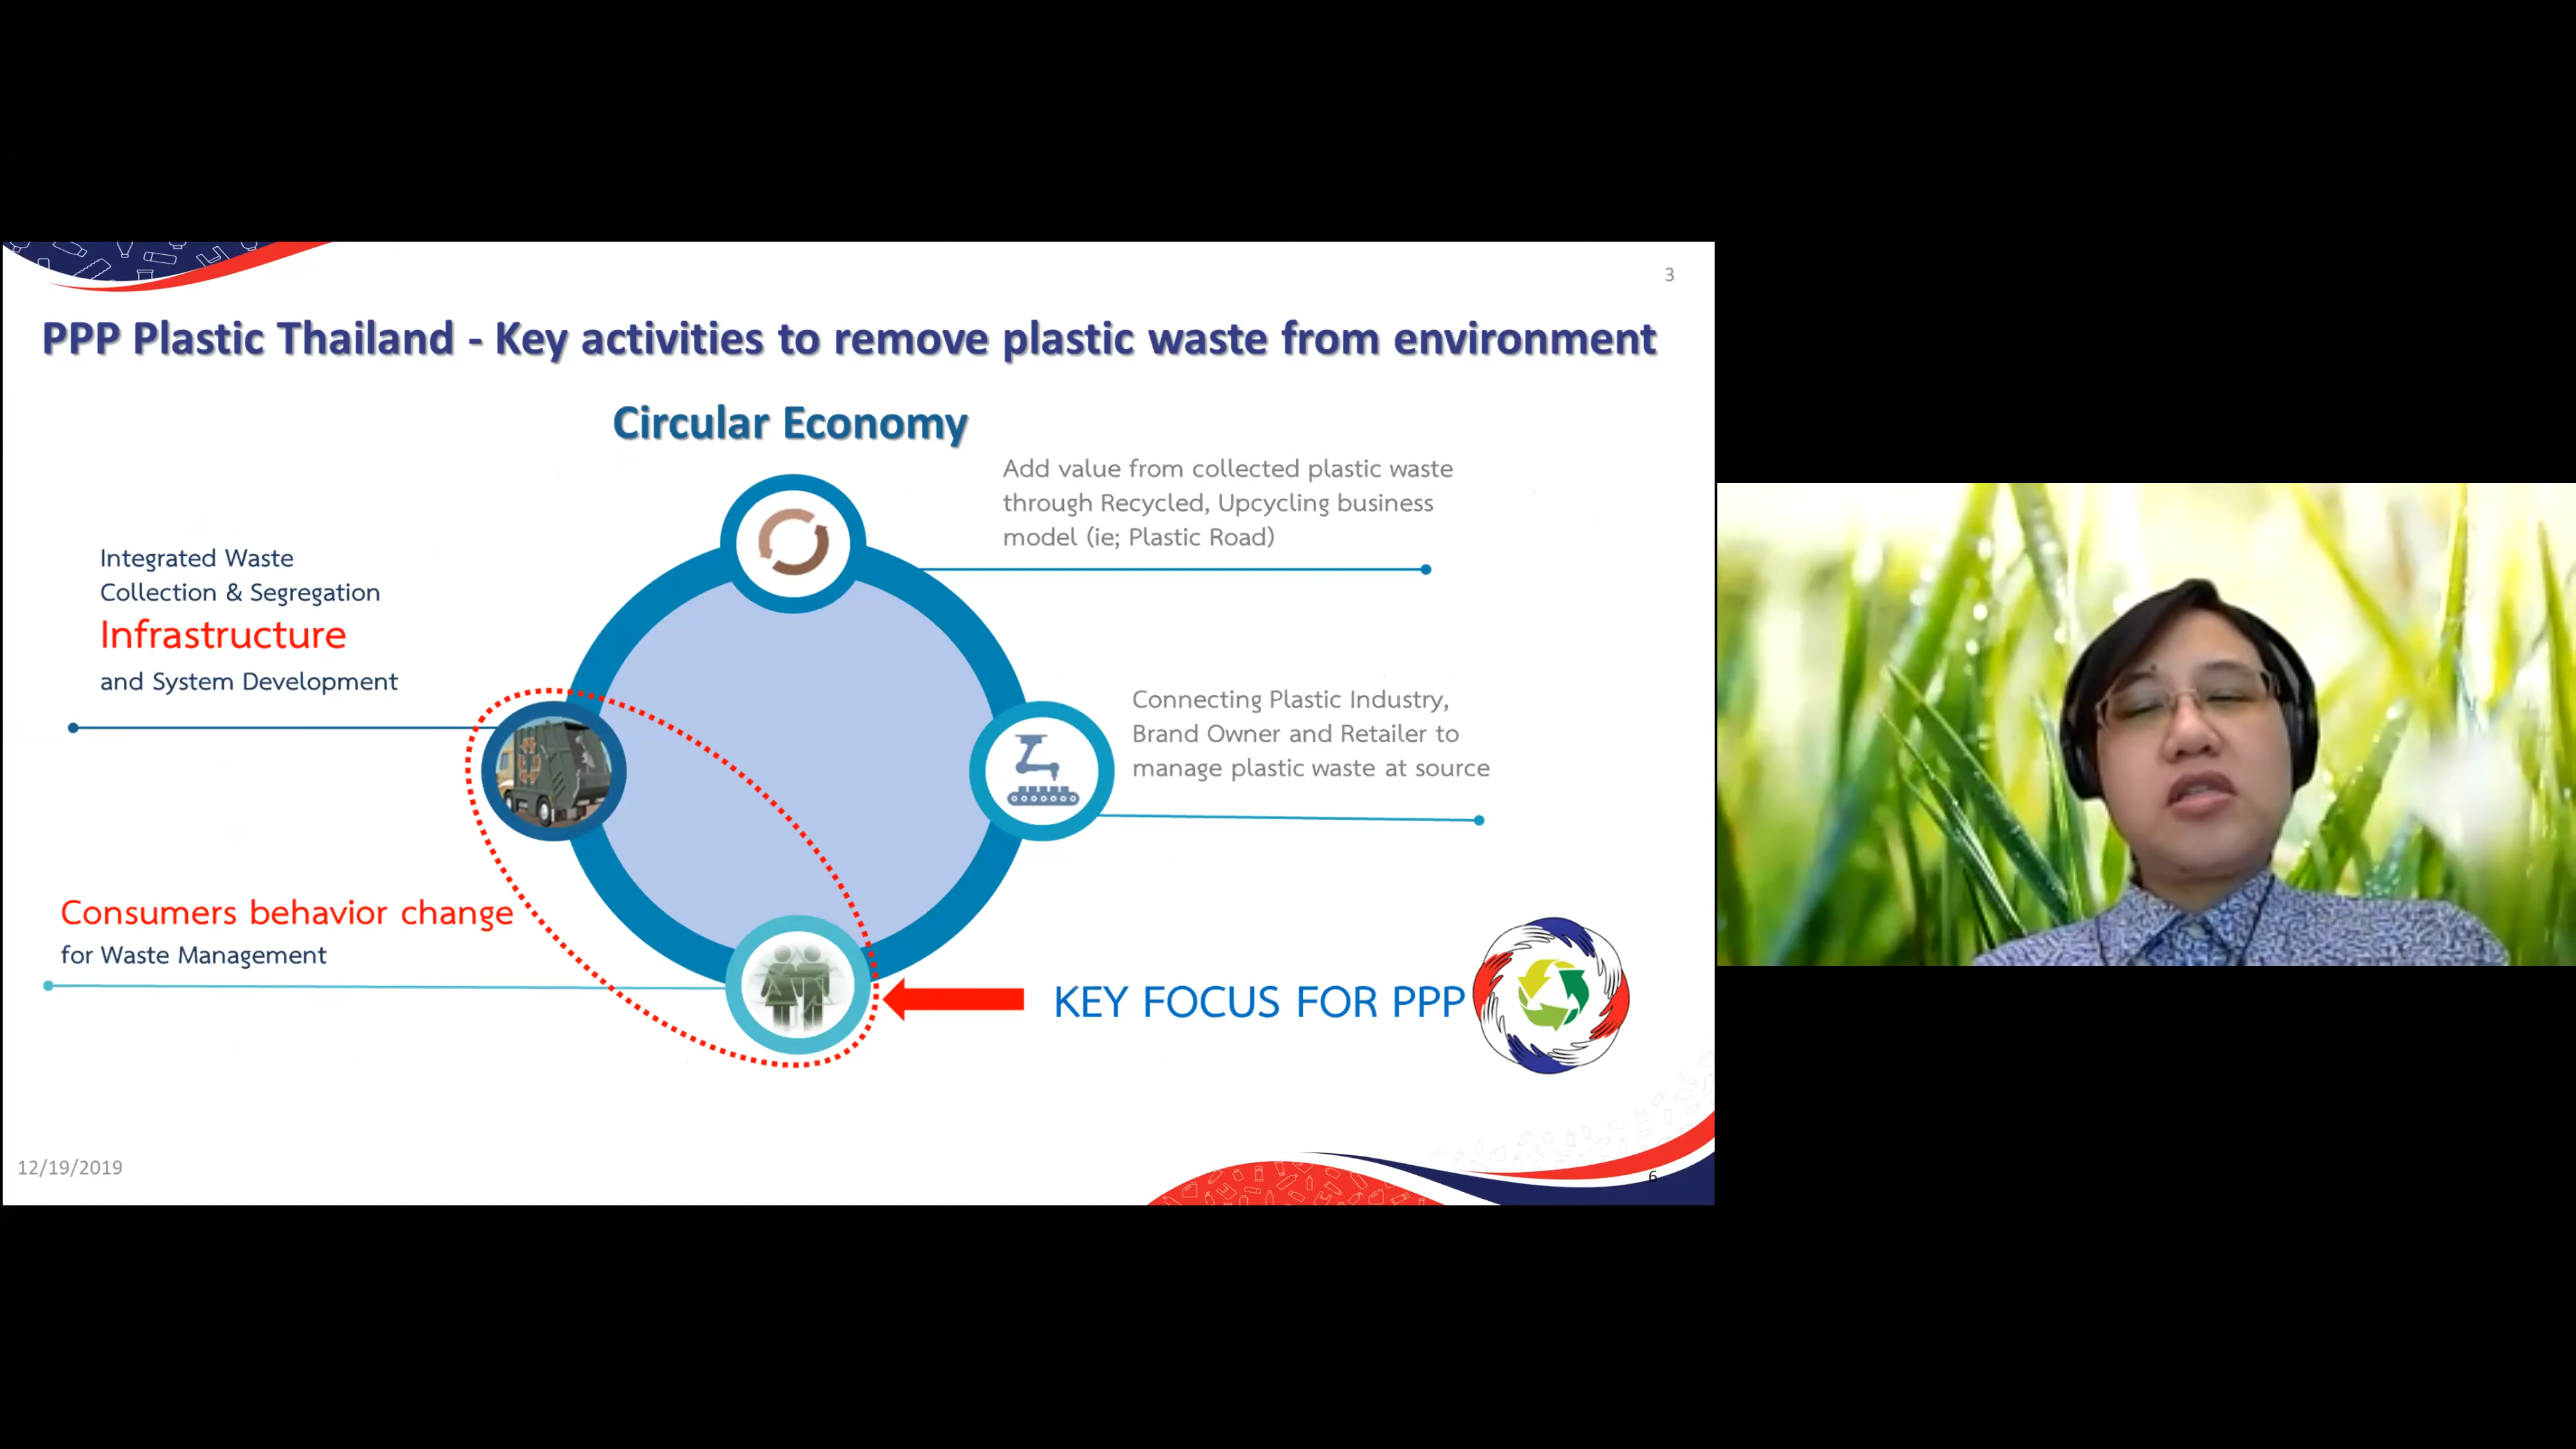 3
PPP Plastic Thailand - Key activities to remove plastic waste from environment
Circular Economy
Add value from collected plastic waste
through Recycled, Upcycling business
model (ie; Plastic Road)
Integrated Waste
Collection & Segregation
Infrastructure
and System Development
Connecting Plastic Industry,
Brand Owner and Retailer to
manage plastic waste at source
Consumers behavior change
for Waste Management
KEY FOCUS FOR PPP
12/19/2019
6